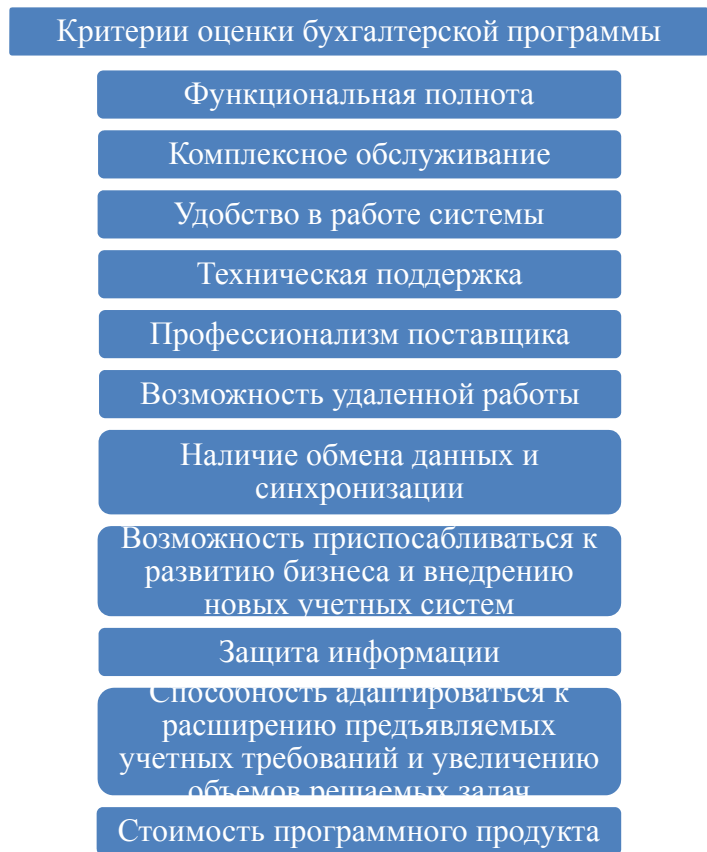 Критерии оценки бухгалтерской программы
Функциональная полнота
Комплексное обслуживание
Удобство в работе системы
Техническая поддержка
Профессионализм поставщика
Возможность удаленной работы
Наличие обмена данных и
синхронизации
Возможность приспосабливаться к
развитию бизнеса и внедрению
новых учетных систем
Защита информации
Способность адаптироваться к
расширению предъявляемых
учетных требований и увеличению
объемов решаемых задач
Стоимость программного продукта